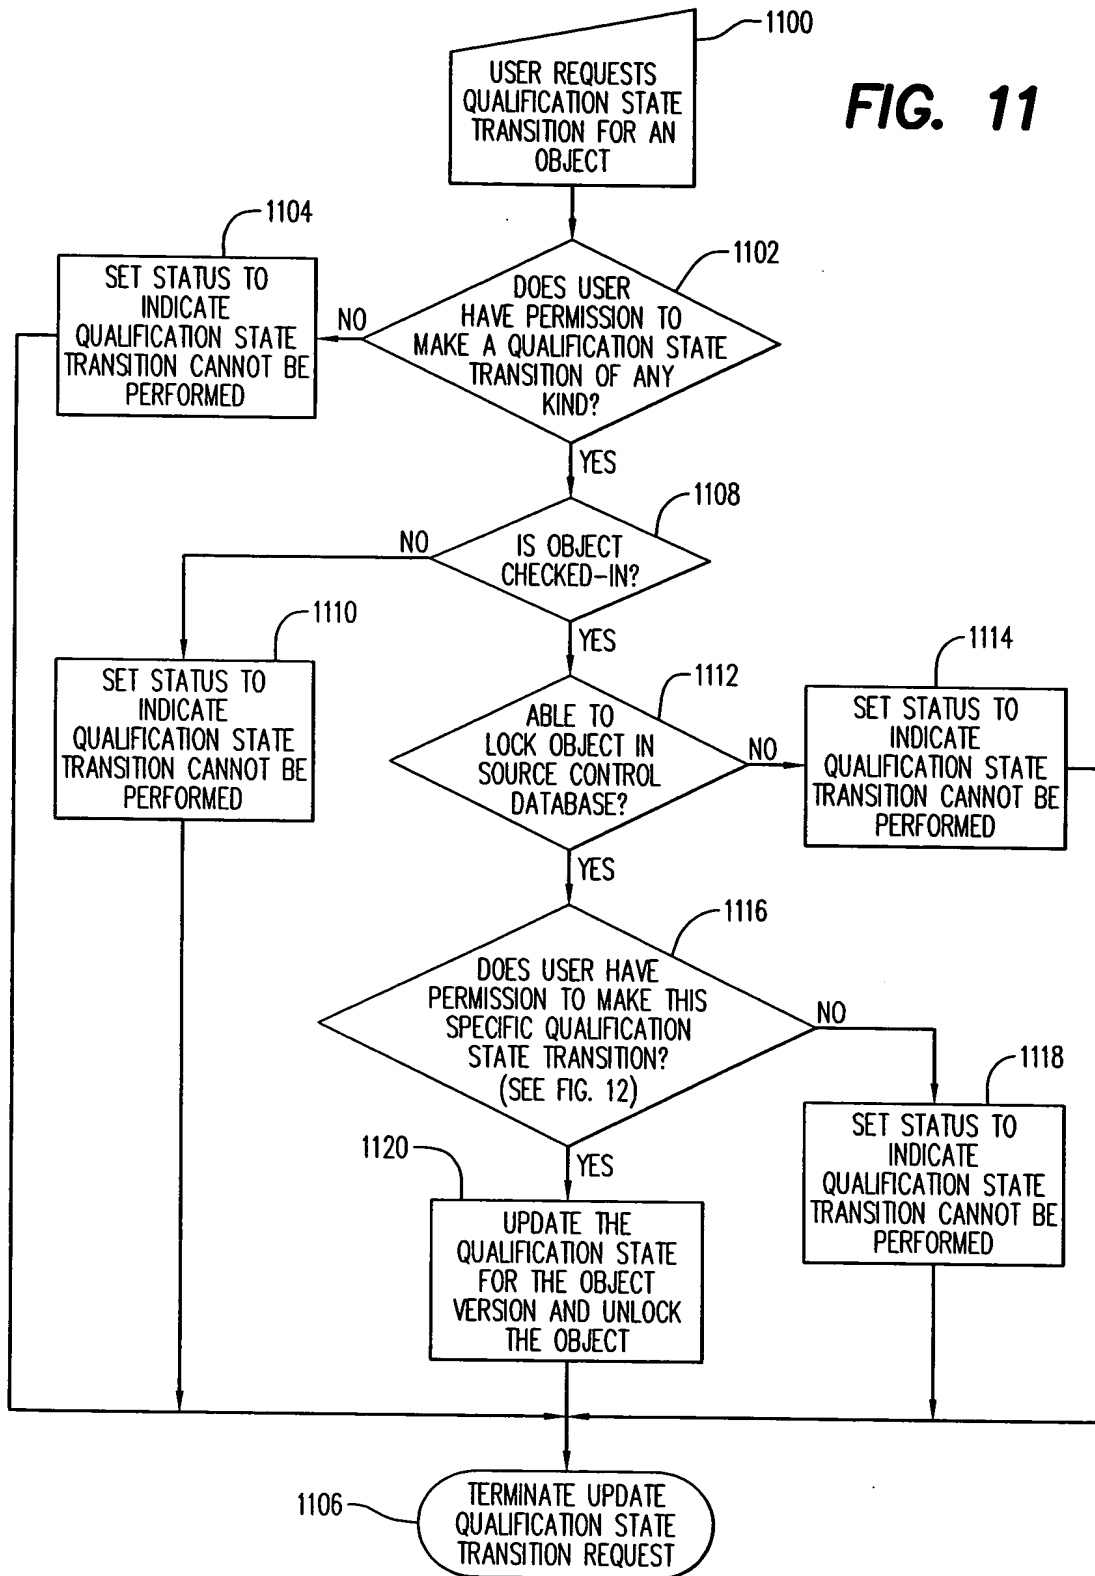 1100
USER REQUESTS
QUALIFICATION STATE
TRANSITION FOR AN
OBJECT
FIG. 11
1104
SET STATUS TO
INDICATE
QUALIFICATION STATE
TRANSITION CANNOT BE
PERFORMED
NO
1102
DOES USER
HAVE PERMISSION TO
MAKE A QUALIFICATION STATE
TRANSITION OF ANY
KIND?
YES
1108
NO
IS OBJECT
CHECKED-IN?
YES
1110
SET STATUS TO
INDICATE
QUALIFICATION STATE
TRANSITION CANNOT BE
PERFORMED
1112
ABLE TO
LOCK OBJECT IN
SOURCE CONTROL
DATABASE?
NO
YES
1114
SET STATUS TO
INDICATE
QUALIFICATION STATE
TRANSITION CANNOT BE
PERFORMED
1116
DOES USER HAVE
PERMISSION TO MAKE THIS
SPECIFIC QUALIFICATION
STATE TRANSITION?
(SEE FIG. 12)
NO
YES
1118
SET STATUS TO
INDICATE
QUALIFICATION STATE
TRANSITION CANNOT BE
PERFORMED
1120
UPDATE THE
QUALIFICATION STATE
FOR THE OBJECT
VERSION AND UNLOCK
THE OBJECT
1106
TERMINATE UPDATE
QUALIFICATION STATE
TRANSITION REQUEST